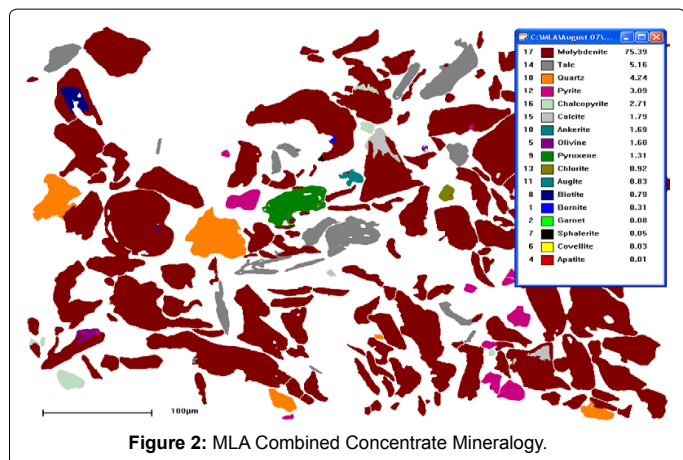 C:\MLA\August 07\...
17 Molybdenite 75.39
14 Talc 5.16
18 Quartz 4.24
12 Pyrite 3.09
16 Chalcopyrite 2.71
15 Calcite 1.79
10 Ankerite 1.69
5 Olivine 1.60
9 Pyroxene 1.31
13 Chlorite 0.92
11 Augite 0.83
8 Biotite 0.79
1 Bornite 0.31
2 Garnet 0.08
7 Sphalerite 0.05
6 Covellite 0.03
4 Apatite 0.01
100µm
Figure 2: MLA Combined Concentrate Mineralogy.